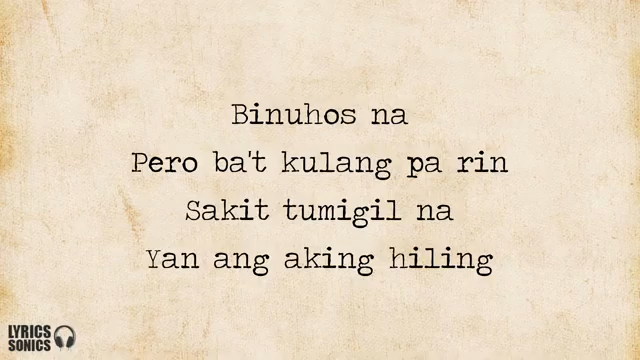 Binuhos na
Pero ba't kulang pa rin
Sakit tumigil na
Yan ang aking hiling
LYRICS
SONICS